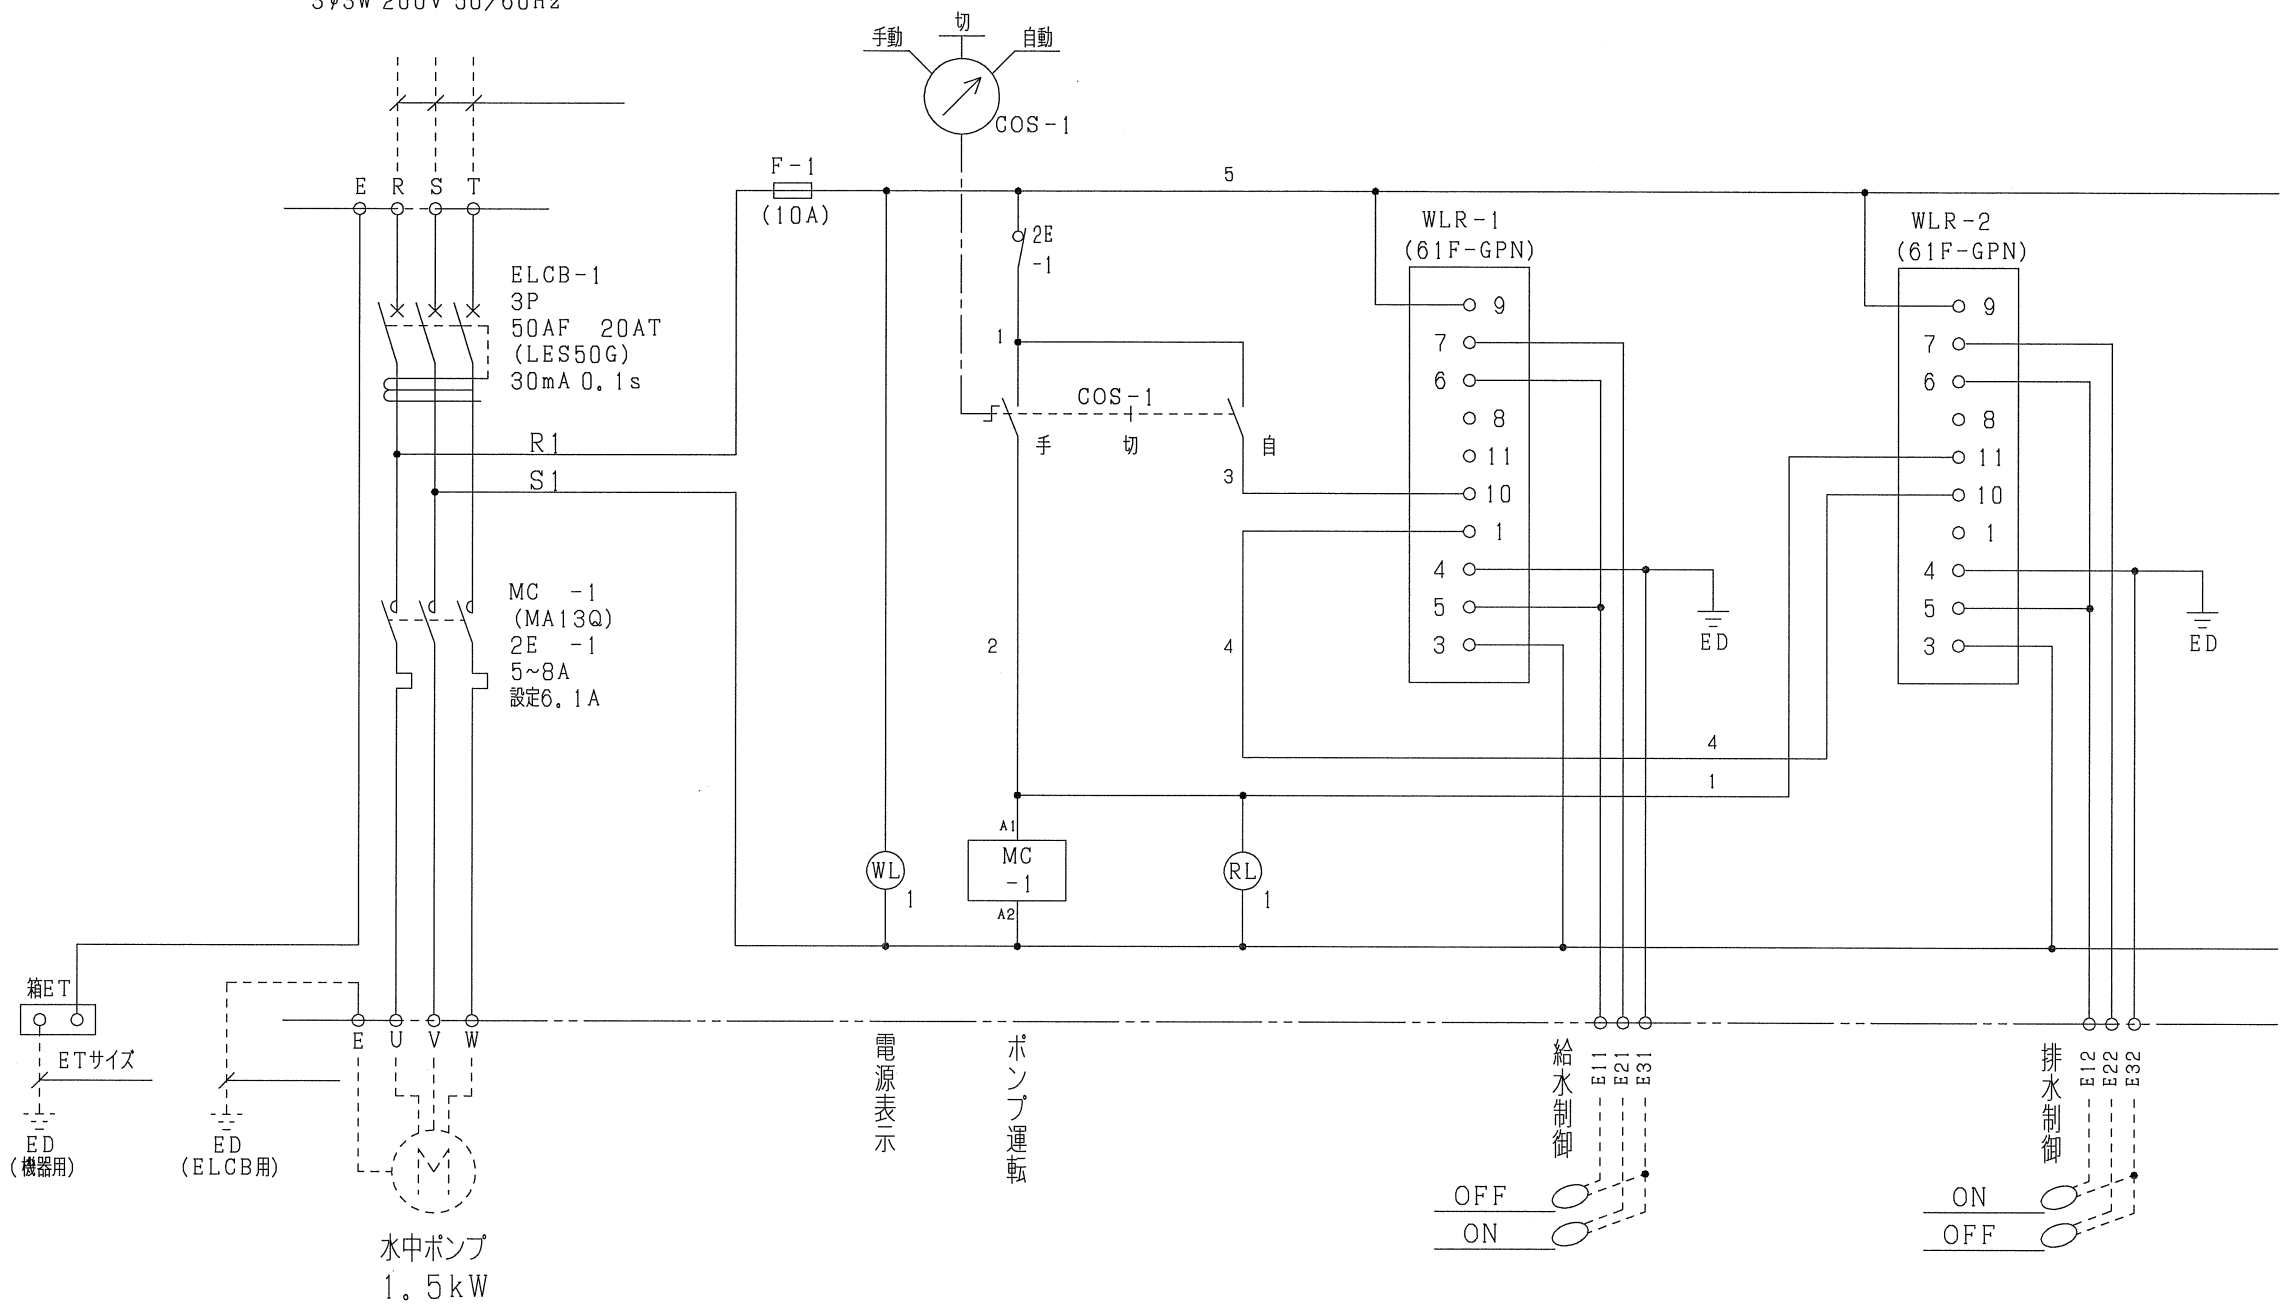 3φ3W 200V 50/60Hz
手動
切
自動
COS-1
E R S T
F-1
(10A)
5
2E
-1
WLR-1
(61F-GPN)
WLR-2
(61F-GPN)
ELCB-1
3P
50AF 20AT
(LES50G)
30mA 0.1s
R1
S1
1
COS-1
手 切 自
3
9
7
6
8
11
10
1
4
5
3
ED
9
7
6
8
11
10
1
4
5
3
ED
MC -1
(MA13Q)
2E -1
5~8A
設定6.1A
2
4
4
1
A1
MC
-1
A2
WL
1
RL
1
箱ET
ETサイズ
ED
(機器用)
ED
(ELCB用)
E U V W
M
水中ポンプ
1.5kW
電源表示
ポンプ運転
給水制御
E11
E21
E31
OFF
ON
排水制御
E12
E22
E32
ON
OFF